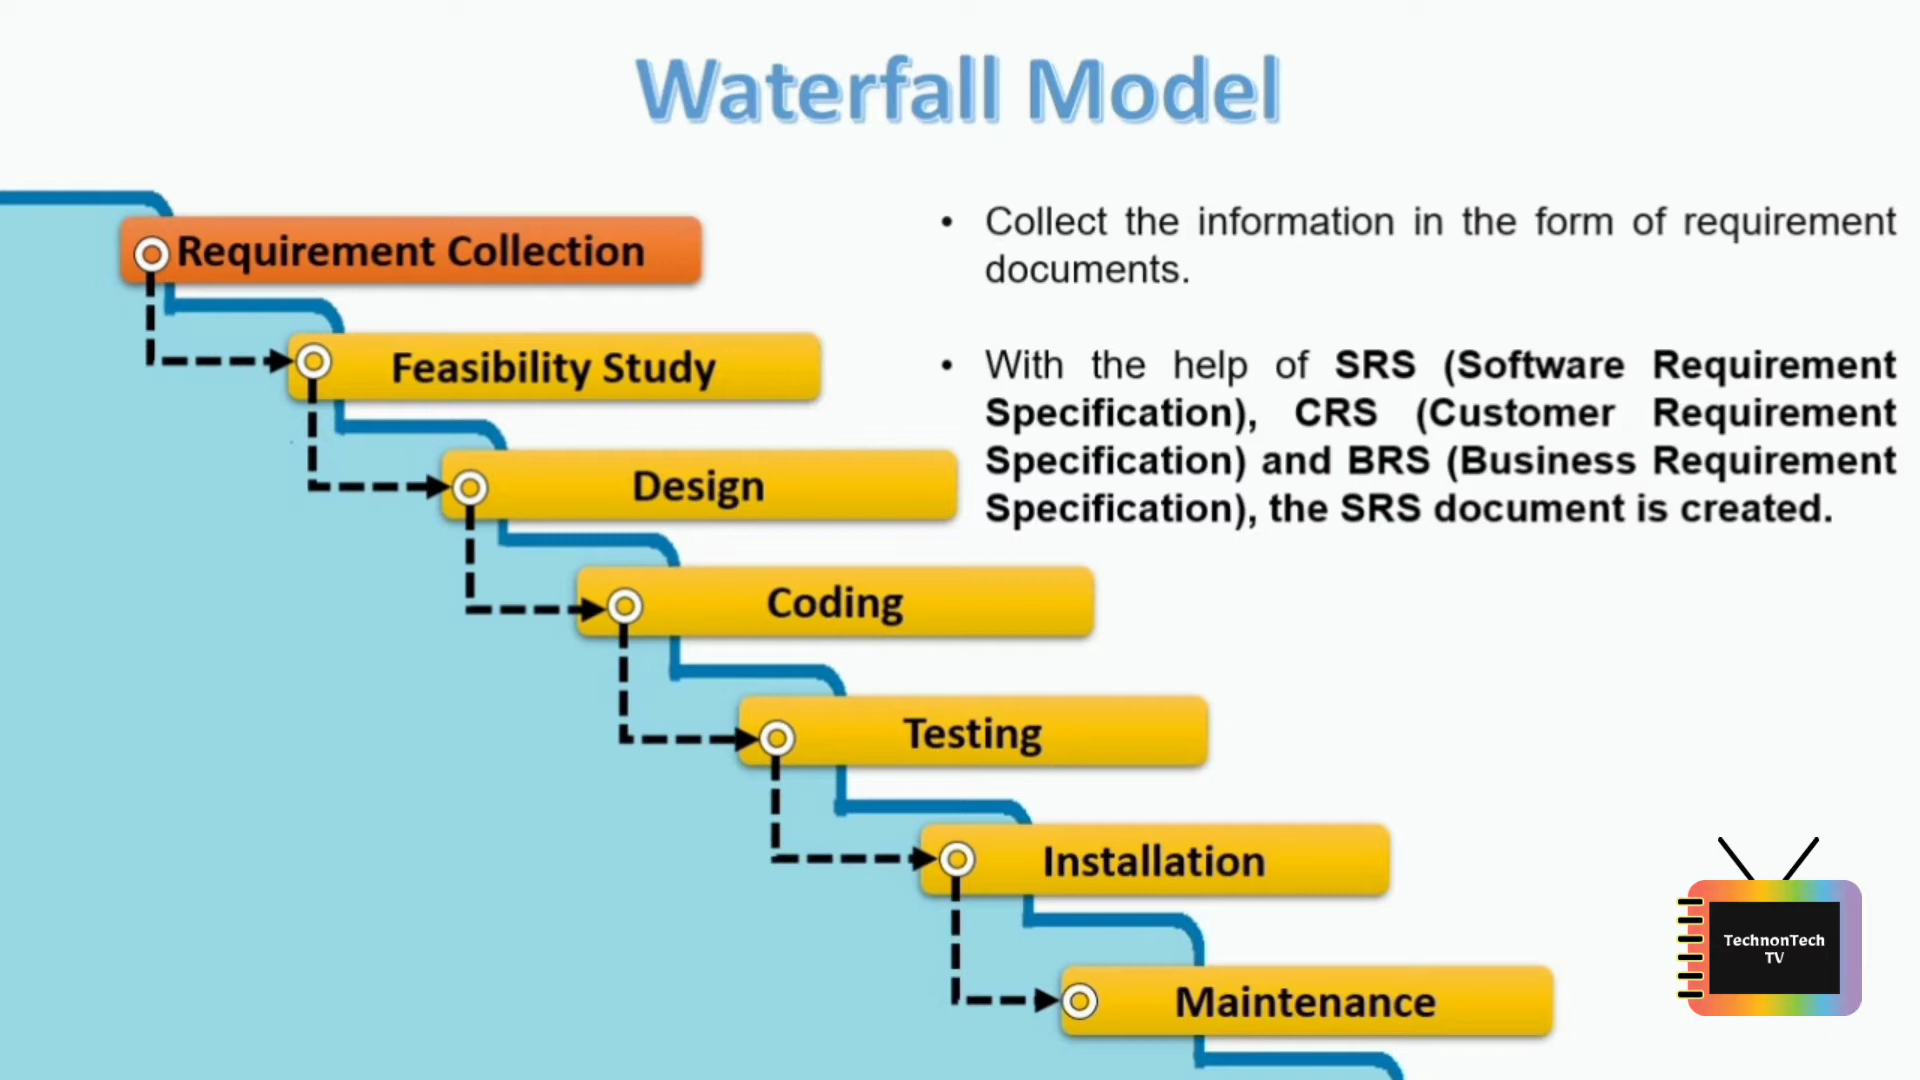 Waterfall Model
Requirement Collection
Feasibility Study
Design
Coding
Testing
Installation
Maintenance
• Collect the information in the form of requirement
documents.
• With the help of SRS (Software Requirement
Specification), CRS (Customer Requirement
Specification) and BRS (Business Requirement
Specification), the SRS document is created.
TechnonTech
TV